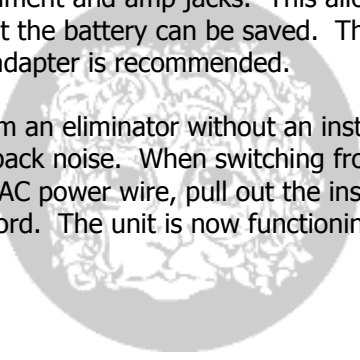 ment and amp jacks. This allo
t the battery can be saved. Th
adapter is recommended.
m an eliminator without an inst
back noise. When switching fro
AC power wire, pull out the ins
ord. The unit is now functionin